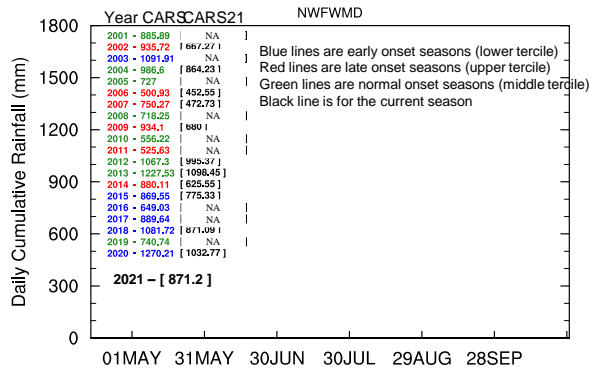 NWFWMD
Year CARSCARS21
2001 - 885.89 [ NA ]
2002 - 935.72 [ 667.27 ]
2003 - 1091.91 [ NA ]
2004 - 986.6 [ 864.23 ]
2005 - 727 [ NA ]
2006 - 500.93 [ 452.55 ]
2007 - 750.27 [ 472.73 ]
2008 - 718.25 [ NA ]
2009 - 934.1 [ 680 ]
2010 - 556.22 [ NA ]
2011 - 525.63 [ NA ]
2012 - 1067.3 [ 995.37 ]
2013 - 1227.53 [ 1098.45 ]
2014 - 880.11 [ 625.55 ]
2015 - 869.55 [ 775.33 ]
2016 - 649.03 [ NA ]
2017 - 889.64 [ NA ]
2018 - 1081.72 [ 871.09 ]
2019 - 740.74 [ NA ]
2020 - 1270.21 [ 1032.77 ]
2021 – [ 871.2 ]
Blue lines are early onset seasons (lower tercile)
Red lines are late onset seasons (upper tercile)
Green lines are normal onset seasons (middle tercile)
Black line is for the current season
Daily Cumulative Rainfall (mm)
1800
1500
1200
900
600
300
0
01MAY 31MAY 30JUN 30JUL 29AUG 28SEP